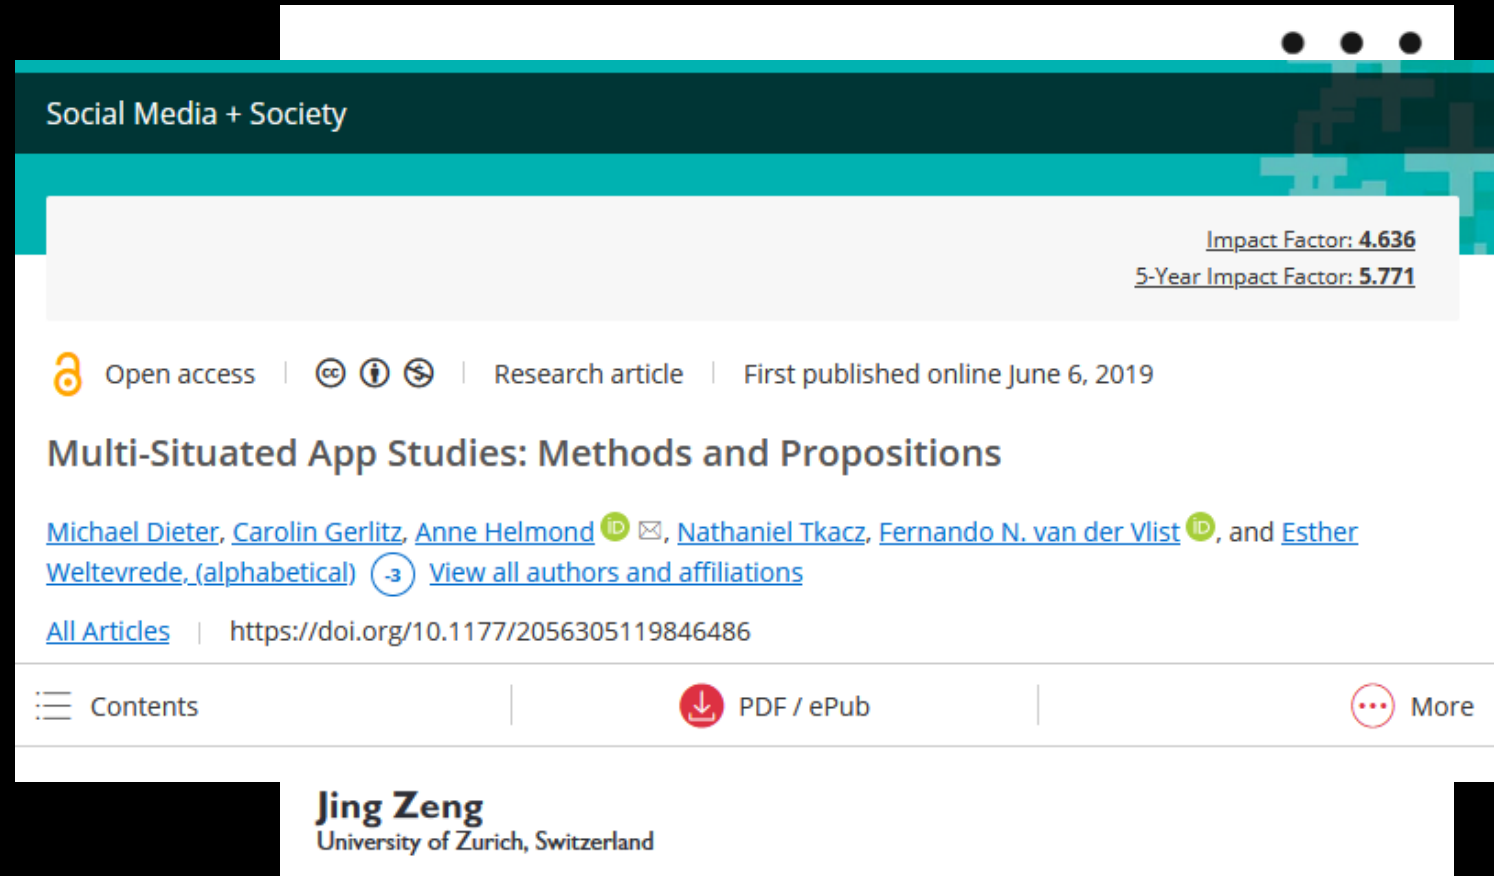 Social Media + Society
Impact Factor: 4.636
5-Year Impact Factor: 5.771
Open access
Research article
First published online June 6, 2019
Multi-Situated App Studies: Methods and Propositions
Michael Dieter, Carolin Gerlitz, Anne Helmond iD, Nathaniel Tkacz, Fernando N. van der Vlist iD, and Esther
Weltevrede, (alphabetical) -3 View all authors and affiliations
All Articles
https://doi.org/10.1177/2056305119846486
Contents
PDF / ePub
More
Jing Zeng
University of Zurich, Switzerland